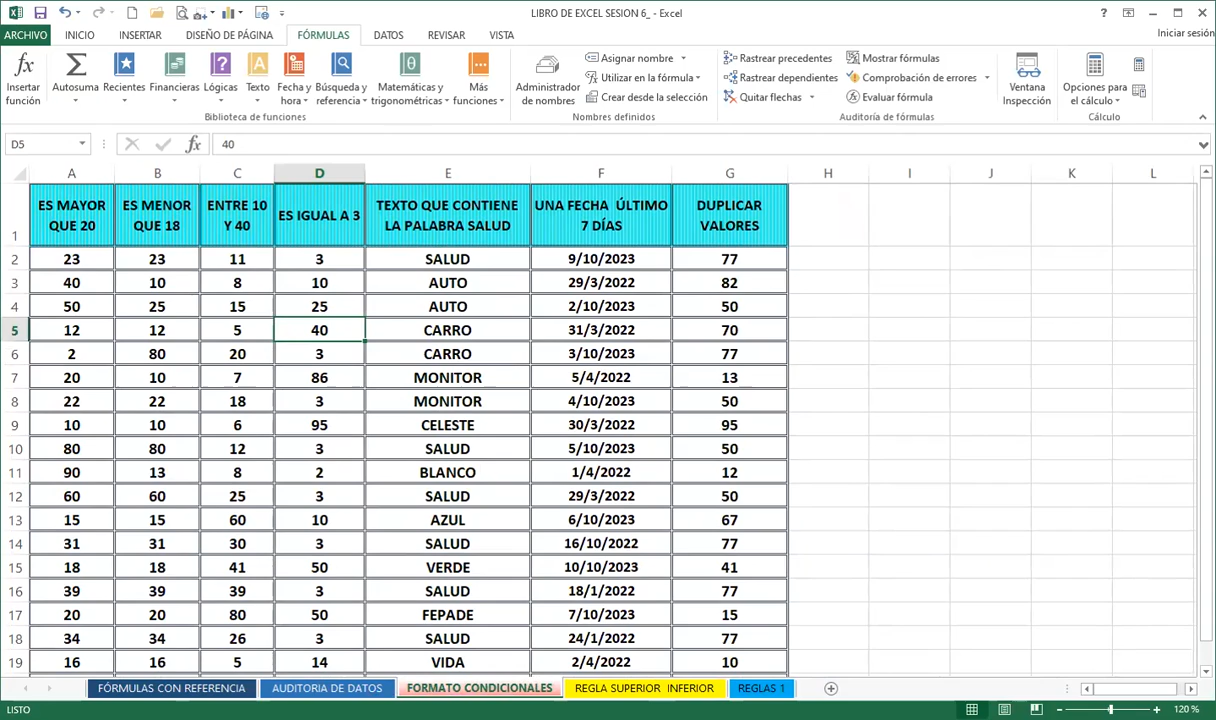 LIBRO DE EXCEL SESION 6_ - Excel
?
Iniciar sesión
ARCHIVO INICIO INSERTAR DISEÑO DE PÁGINA FÓRMULAS DATOS REVISAR VISTA
Insertar función
Autosuma
Recientes
Financieras
Lógicas
Texto
Fecha y hora
Búsqueda y referencia
Matemáticas y trigonométricas
Más funciones
Biblioteca de funciones
Administrador de nombres
Asignar nombre
Utilizar en la fórmula
Crear desde la selección
Nombres definidos
Rastrear precedentes
Rastrear dependientes
Quitar flechas
Mostrar fórmulas
Comprobación de errores
Evaluar fórmula
Auditoría de fórmulas
Ventana Inspección
Opciones para el cálculo
Cálculo
D5 fx 40
A B C D E F G H I J K L
1 ES MAYOR QUE 20 ES MENOR QUE 18 ENTRE 10 Y 40 ES IGUAL A 3 TEXTO QUE CONTIENE LA PALABRA SALUD UNA FECHA ÚLTIMO 7 DÍAS DUPLICAR VALORES
2 23 23 11 3 SALUD 9/10/2023 77
3 40 10 8 10 AUTO 29/3/2022 82
4 50 25 15 25 AUTO 2/10/2023 50
5 12 12 5 40 CARRO 31/3/2022 70
6 2 80 20 3 CARRO 3/10/2023 77
7 20 10 7 86 MONITOR 5/4/2022 13
8 22 22 18 3 MONITOR 4/10/2023 50
9 10 10 6 95 CELESTE 30/3/2022 95
10 80 80 12 3 SALUD 5/10/2023 50
11 90 13 8 2 BLANCO 1/4/2022 12
12 60 60 25 3 SALUD 29/3/2022 50
13 15 15 60 10 AZUL 6/10/2023 67
14 31 31 30 3 SALUD 16/10/2022 77
15 18 18 41 50 VERDE 10/10/2023 41
16 39 39 39 3 SALUD 18/1/2022 77
17 20 20 80 50 FEPADE 7/10/2023 15
18 34 34 26 3 SALUD 24/1/2022 77
19 16 16 5 14 VIDA 2/4/2022 10
FÓRMULAS CON REFERENCIA AUDITORIA DE DATOS FORMATO CONDICIONALES REGLA SUPERIOR INFERIOR REGLAS 1
LISTO 120 %